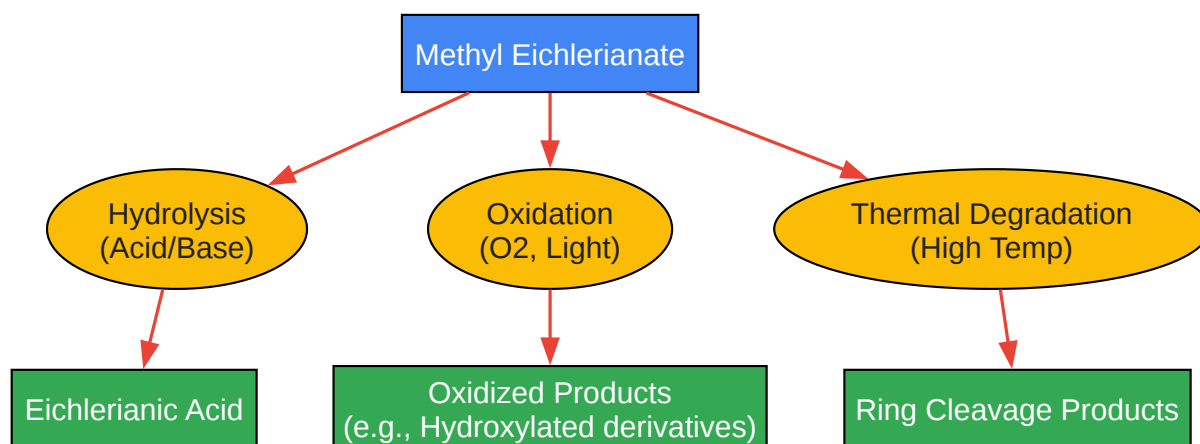 Methyl Eichlerianate
Hydrolysis
(Acid/Base)
Oxidation
(O2, Light)
Thermal Degradation
(High Temp)
Eichlerianic Acid
Oxidized Products
(e.g., Hydroxylated derivatives)
Ring Cleavage Products